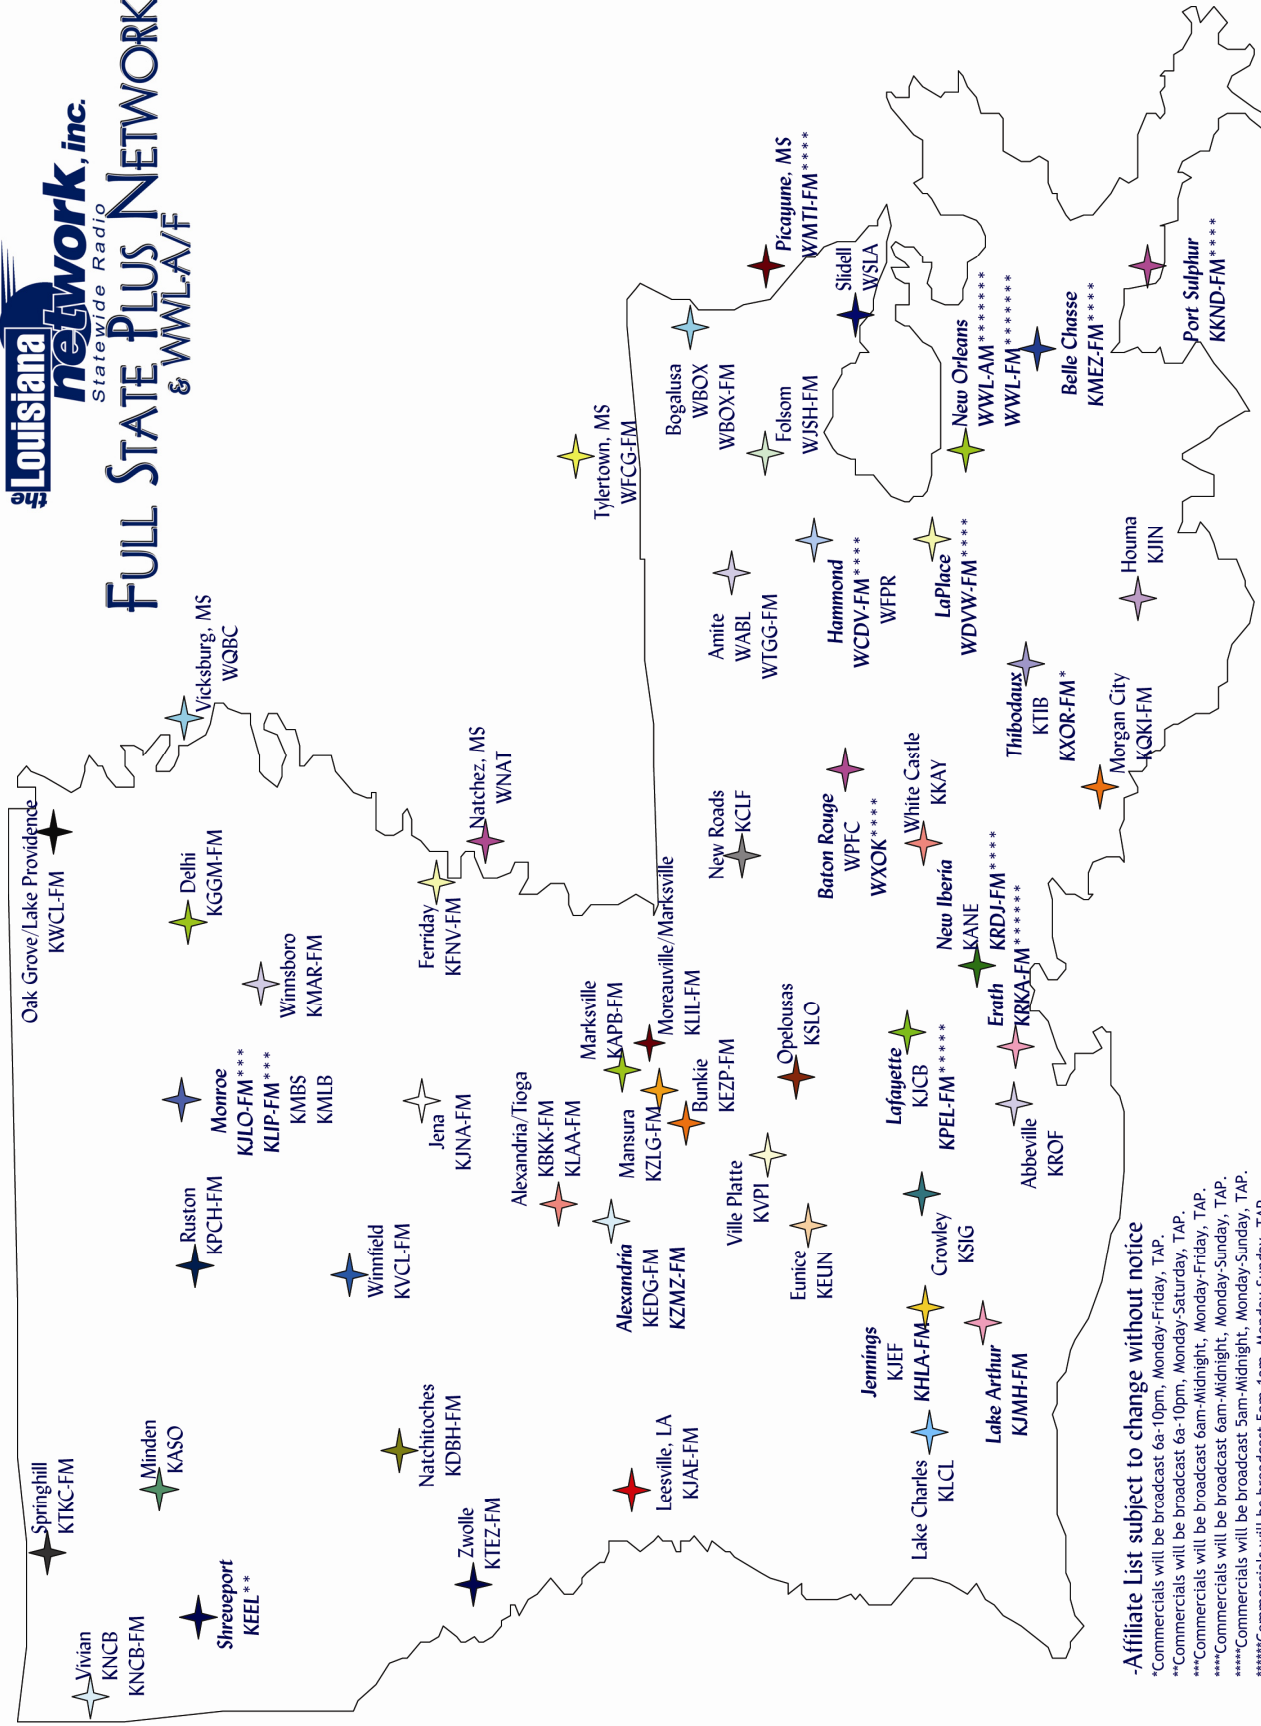 the Louisiana
network, inc.
Statewide Radio
FULL STATE PLUS NETWORK
& WWL-A/F
Vivian
KNCB
KNCB-FM
Springhill
KTKC-FM
Minden
KASO
Shreveport
KEEL**
Ruston
KPCH-FM
Monroe
KJLO-FM***
KLIP-FM***
KMBS
KMLB
Oak Grove/Lake Providence
KWCL-FM
Delhi
KGGM-FM
Winnsboro
KMAR-FM
Vicksburg, MS
WQBC
Winnfield
KVCL-FM
Natchitoches
KDBH-FM
Zwolle
KTEZ-FM
Jena
KJNA-FM
Ferriday
KFNV-FM
Natchez, MS
WNAT
Alexandria/Tioga
KBKK-FM
KLAA-FM
Alexandria
KEDG-FM
KZMZ-FM
Leesville, LA
KJAE-FM
Marksville
KAPB-FM
Moreauville/Marksville
KLIL-FM
Mansura
KZLG-FM
Bunkie
KEZP-FM
Tylertown, MS
WFCG-FM
Bogalusa
WBOX
WBOX-FM
Picayune, MS
WMTI-FM****
Folsom
WJSH-FM
Slidell
WSLA
Amite
WABL
WTGG-FM
Hammond
WCDV-FM****
WFPR
New Roads
KCLF
Ville Platte
KVPI
Opelousas
KSLO
Eunice
KEUN
Baton Rouge
WPFC
WXOK****
White Castle
KKAY
LaPlace
WDVW-FM****
New Orleans
WWL-AM********
WWL-FM*******
Belle Chasse
KMEZ-FM****
Port Sulphur
KKND-FM****
Jennings
KJEF
KHLA-FM
Lake Charles
KLCL
Lake Arthur
KJMH-FM
Crowley
KSIG
Lafayette
KJCB
KPEL-FM*****
New Iberia
KANE
KRDJ-FM****
Erath
KRKA-FM******
Abbeville
KROF
Thibodaux
KTIB
KXOR-FM*
Morgan City
KQKI-FM
Houma
KJIN
-Affiliate List subject to change without notice
*Commercials will be broadcast 6a-10pm, Monday-Friday, TAP.
**Commercials will be broadcast 6a-10pm, Monday-Saturday, TAP.
***Commercials will be broadcast 6am-Midnight, Monday-Friday, TAP.
****Commercials will be broadcast 6am-Midnight, Monday-Sunday, TAP.
*****Commercials will be broadcast 5am-Midnight, Monday-Sunday, TAP.
******Commercials will be broadcast 5am-1am, Monday-Sunday, TAP.